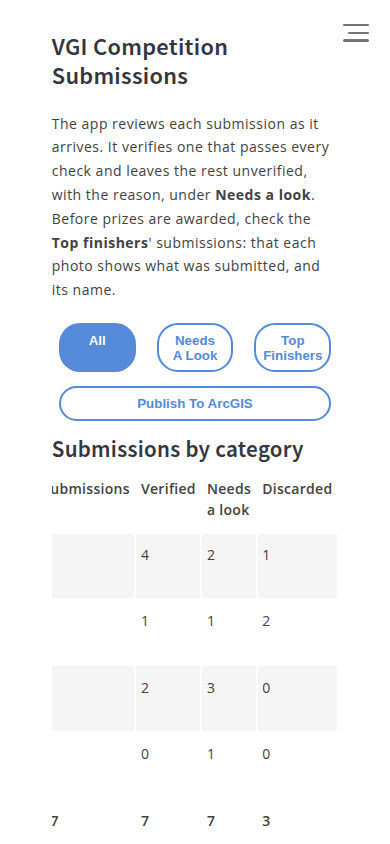 VGI Competition
Submissions
The app reviews each submission as it
arrives. It verifies one that passes every
check and leaves the rest unverified,
with the reason, under Needs a look.
Before prizes are awarded, check the
Top finishers' submissions: that each
photo shows what was submitted, and
its name.
All
Needs
A Look
Top
Finishers
Publish To ArcGIS
Submissions by category
ubmissions Verified Needs Discarded
a look
4 2 1
1 1 2
2 3 0
0 1 0
7 7 7 3